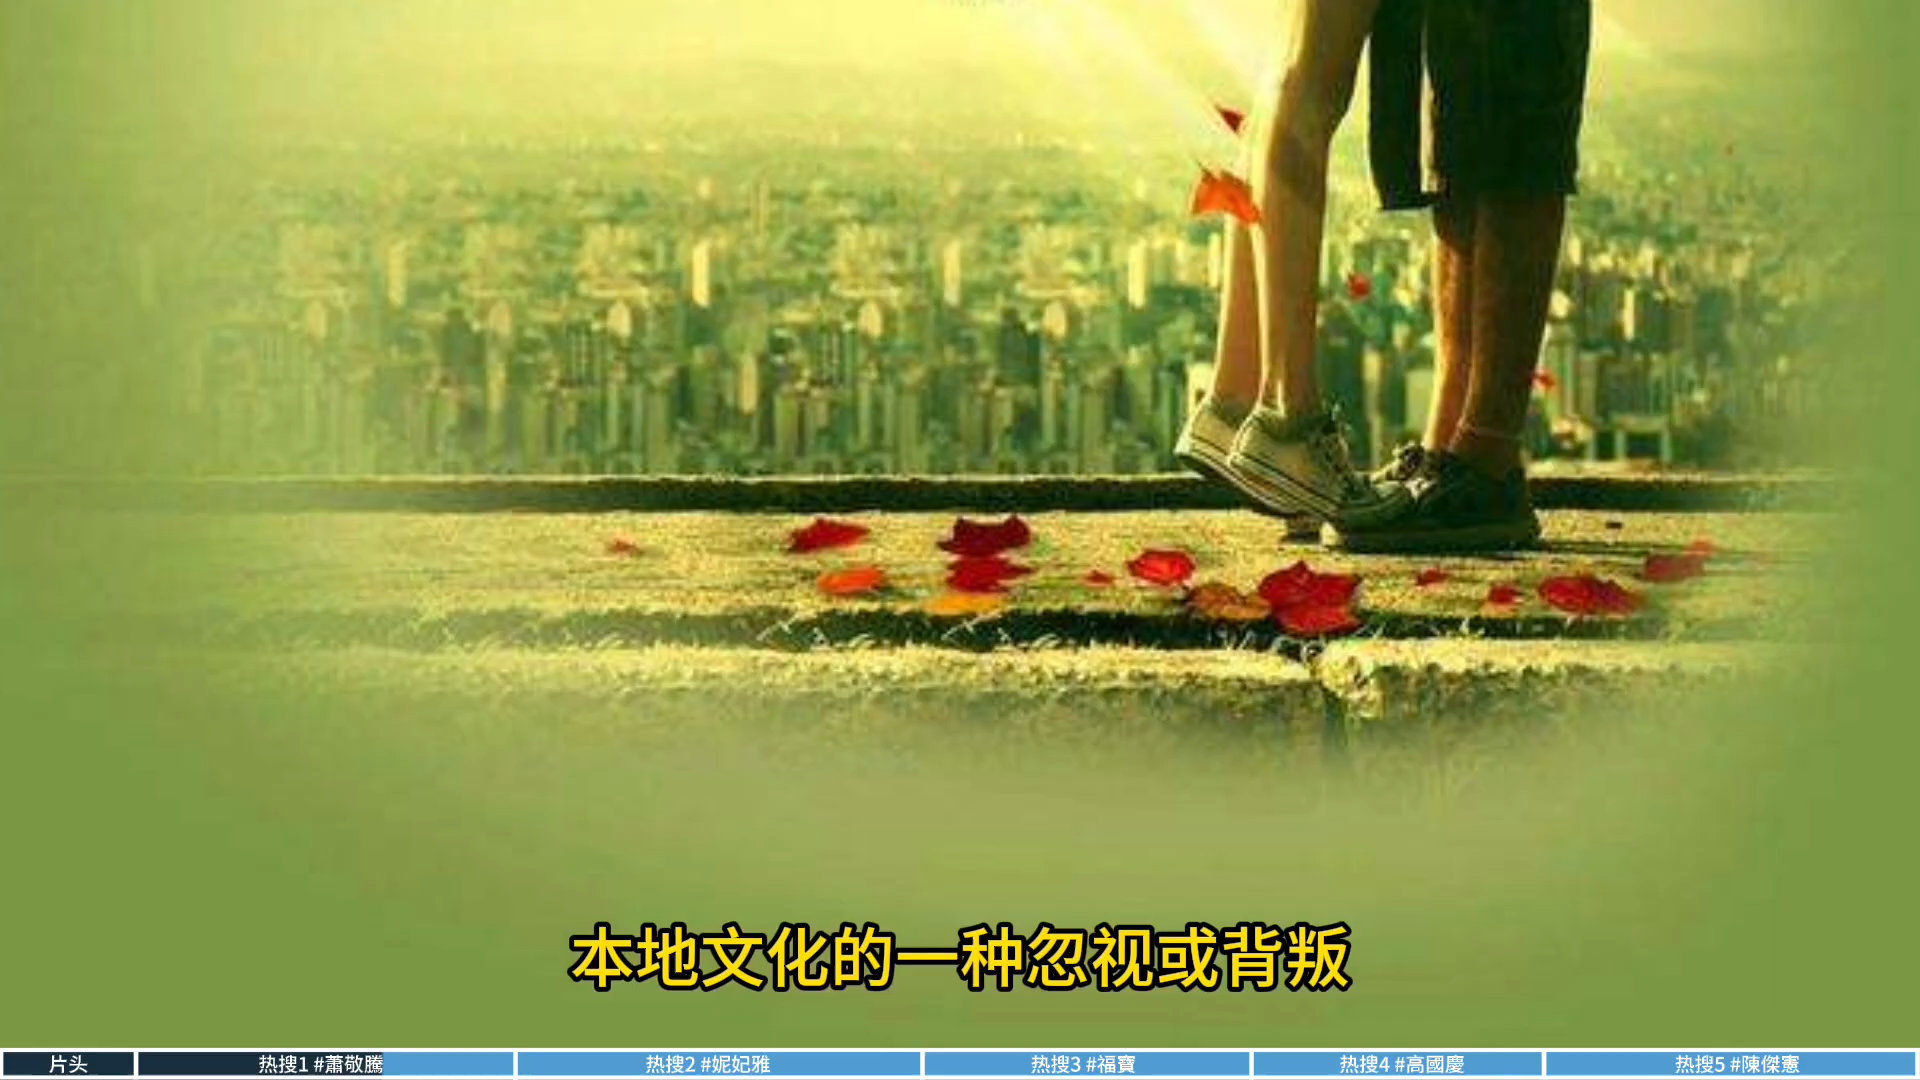 本地文化的一种忽视或背叛
片头 热搜1 #蕭敬騰 热搜2 #妮妃雅 热搜3 #福寶 热搜4 #高國慶 热搜5 #陳傑憲